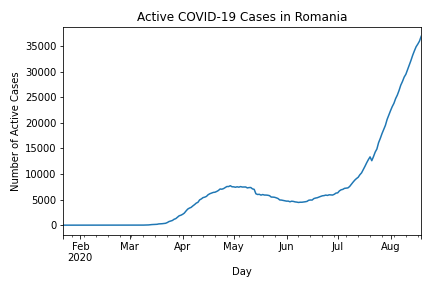 Active COVID-19 Cases in Romania
Number of Active Cases
35000
30000
25000
20000
15000
10000
5000
0
Feb Mar Apr May Jun Jul Aug
2020
Day